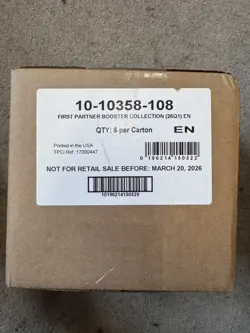 10-10358-108
FIRST PARTNER BOOSTER COLLECTION (26Q1) EN
QTY: 6 per Carton
EN
Printed in the USA
TPCi Ref: 17000447
0 196214 150522
NOT FOR RETAIL SALE BEFORE: MARCH 20, 2026
10196214150529